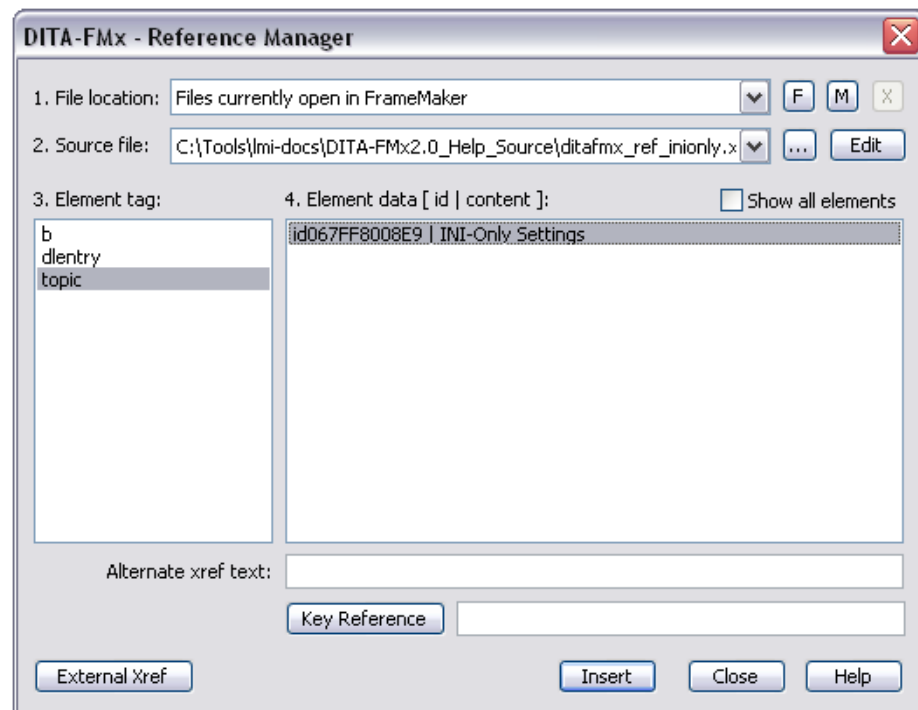 DITA-FMx - Reference Manager
1. File location: Files currently open in FrameMaker F M X
2. Source file: C:\Tools\lmi-docs\DITA-FMx2.0_Help_Source\ditafmx_ref_inionly.x ... Edit
3. Element tag: 4. Element data [ id | content ]: Show all elements
b
dlentry
topic
id067FF8008E9 | INI-Only Settings
Alternate xref text:
Key Reference
External Xref Insert Close Help